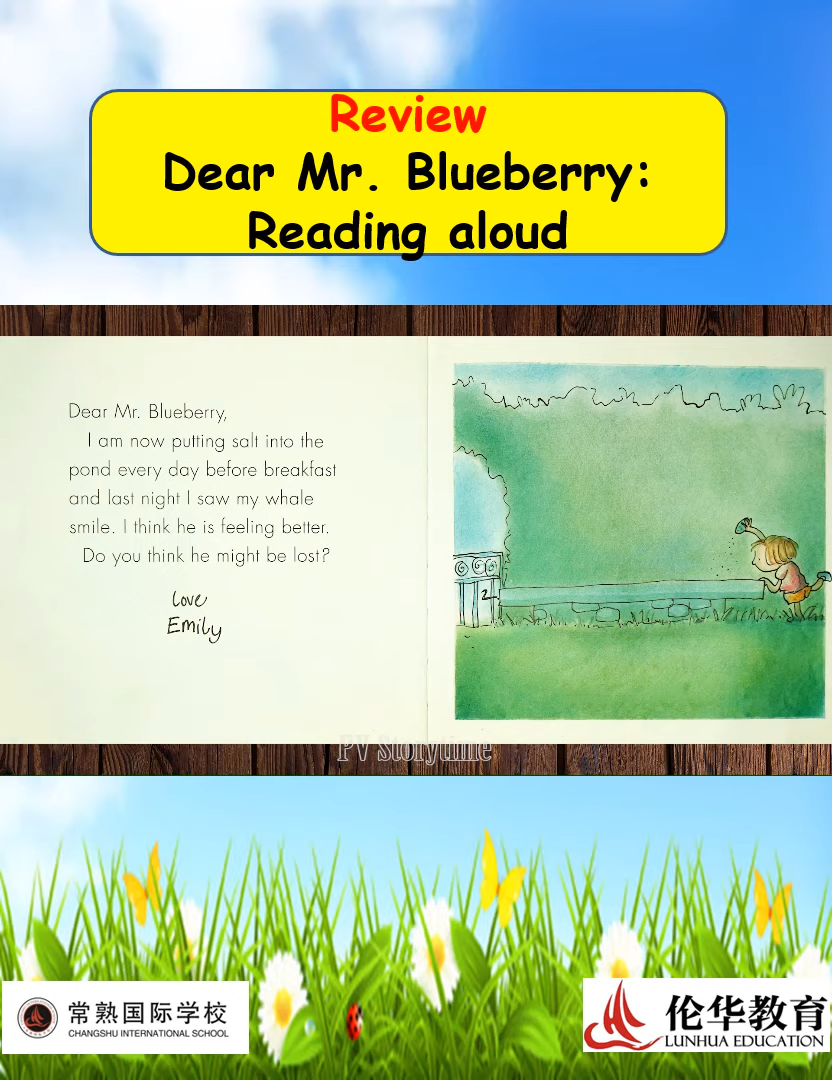 Review
Dear Mr. Blueberry:
Reading aloud
Dear Mr. Blueberry,
I am now putting salt into the
pond every day before breakfast
and last night I saw my whale
smile. I think he is feeling better.
Do you think he might be lost?
love
Emily
2
PV Storytime
常熟国际学校
CHANGSHU INTERNATIONAL SCHOOL
伦华教育
LUNHUA EDUCATION